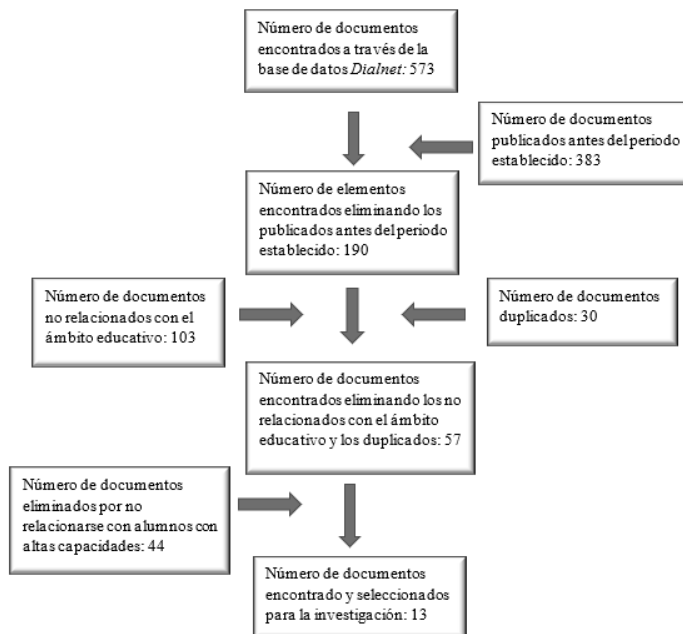 Número de documentos
encontrados a través de la
base de datos Dialnet: 573
Número de documentos
publicados antes del periodo
establecido: 383
Número de elementos
encontrados eliminando los
publicados antes del periodo
establecido: 190
Número de documentos
no relacionados con el
ámbito educativo: 103
Número de documentos
duplicados: 30
Número de documentos
encontrados eliminando los no
relacionados con el ámbito
educativo y los duplicados: 57
Número de documentos
eliminados por no
relacionarse con alumnos con
altas capacidades: 44
Número de documentos
encontrado y seleccionados
para la investigación: 13